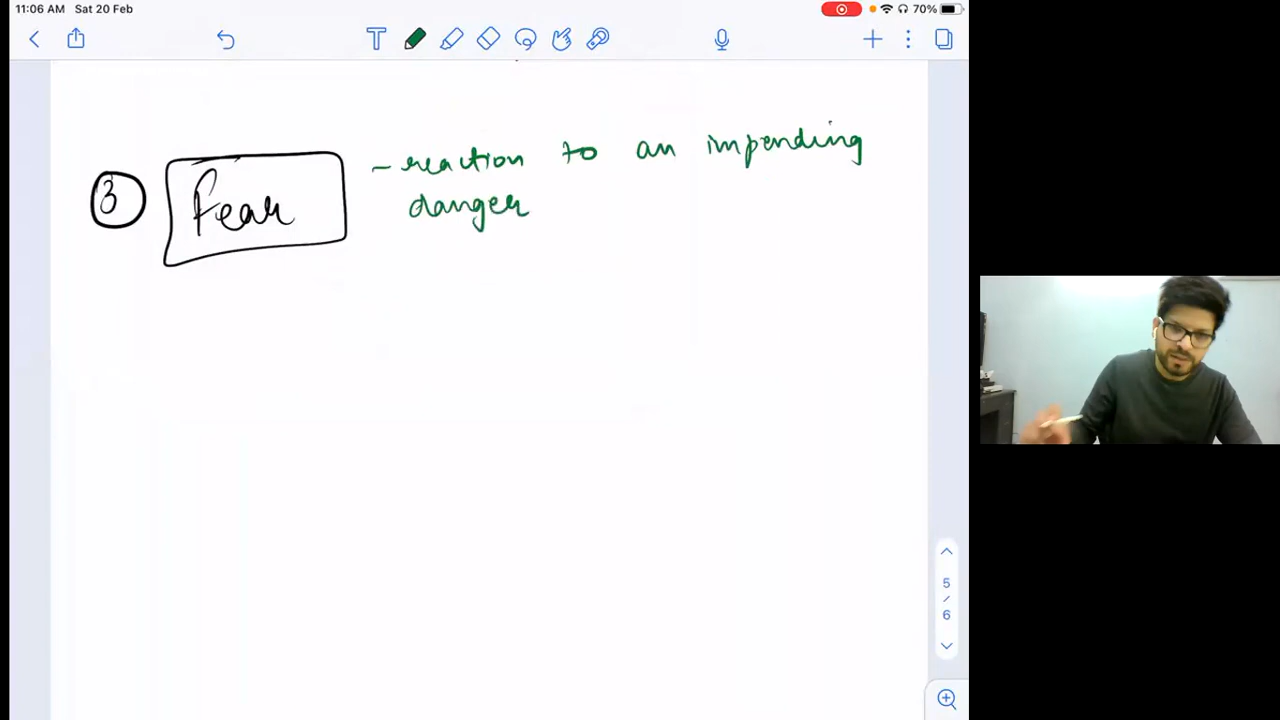 11:06 AM Sat 20 Feb
70%
T
3 Fear - reaction to an impending
danger
5
/
6